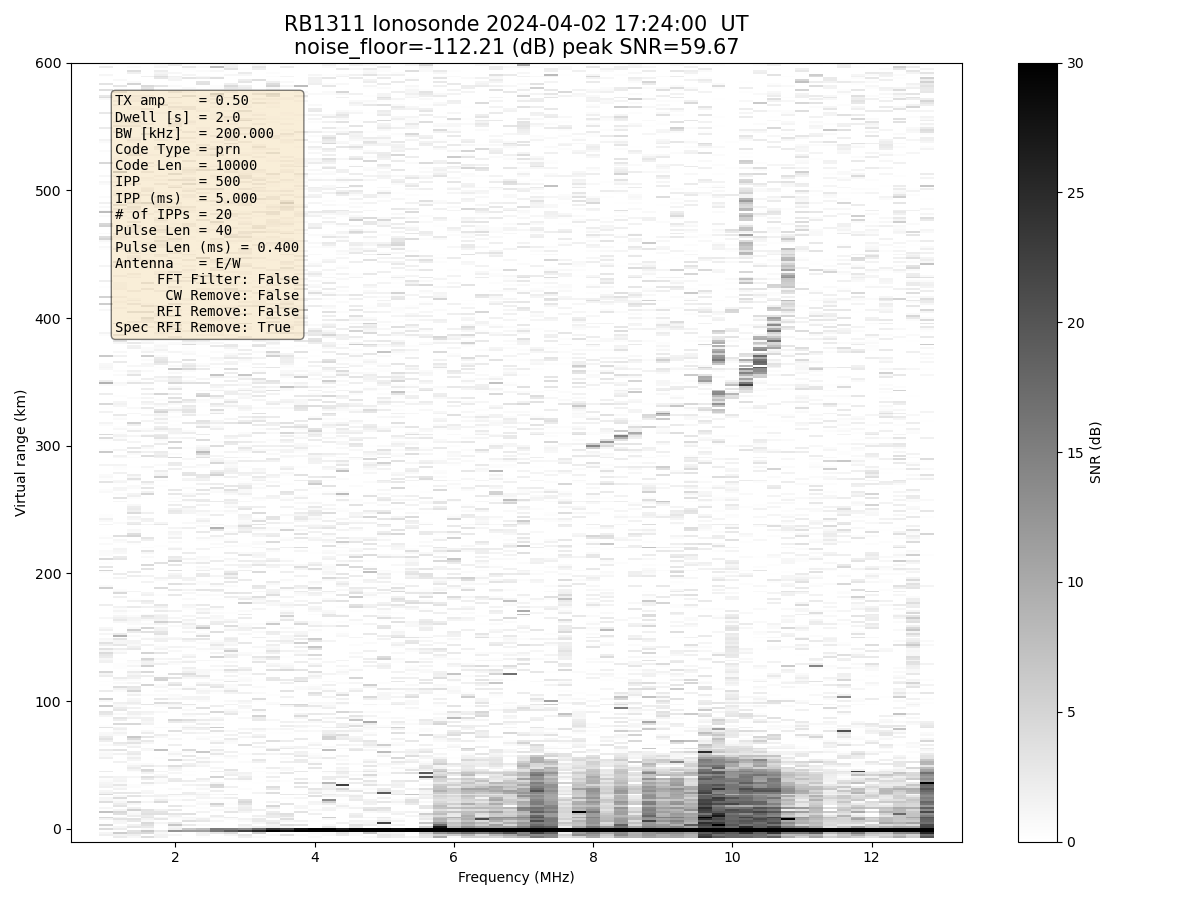 RB1311 Ionosonde 2024-04-02 17:24:00  UT
noise_floor=-112.21 (dB) peak SNR=59.67
TX amp    = 0.50
Dwell [s] = 2.0
BW [kHz]  = 200.000
Code Type = prn
Code Len  = 10000
IPP       = 500
IPP (ms)  = 5.000
# of IPPs = 20
Pulse Len = 40
Pulse Len (ms) = 0.400
Antenna   = E/W
FFT Filter: False
CW Remove: False
RFI Remove: False
Spec RFI Remove: True
Virtual range (km)
600
500
400
300
200
100
0
2
4
6
8
10
12
Frequency (MHz)
30
25
20
15
10
5
0
SNR (dB)